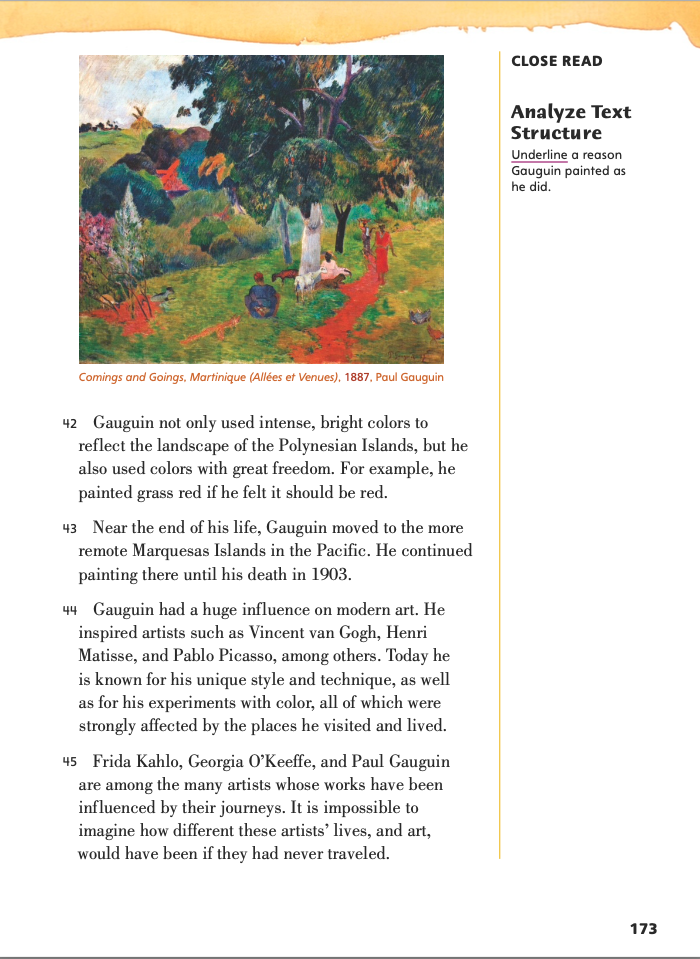 CLOSE READ
Analyze Text
Structure
Underline a reason
Gauguin painted as
he did.
Comings and Goings, Martinique (Allées et Venues), 1887, Paul Gauguin
42 Gauguin not only used intense, bright colors to
reflect the landscape of the Polynesian Islands, but he
also used colors with great freedom. For example, he
painted grass red if he felt it should be red.
43 Near the end of his life, Gauguin moved to the more
remote Marquesas Islands in the Pacific. He continued
painting there until his death in 1903.
44 Gauguin had a huge influence on modern art. He
inspired artists such as Vincent van Gogh, Henri
Matisse, and Pablo Picasso, among others. Today he
is known for his unique style and technique, as well
as for his experiments with color, all of which were
strongly affected by the places he visited and lived.
45 Frida Kahlo, Georgia O’Keeffe, and Paul Gauguin
are among the many artists whose works have been
influenced by their journeys. It is impossible to
imagine how different these artists’ lives, and art,
would have been if they had never traveled.
173